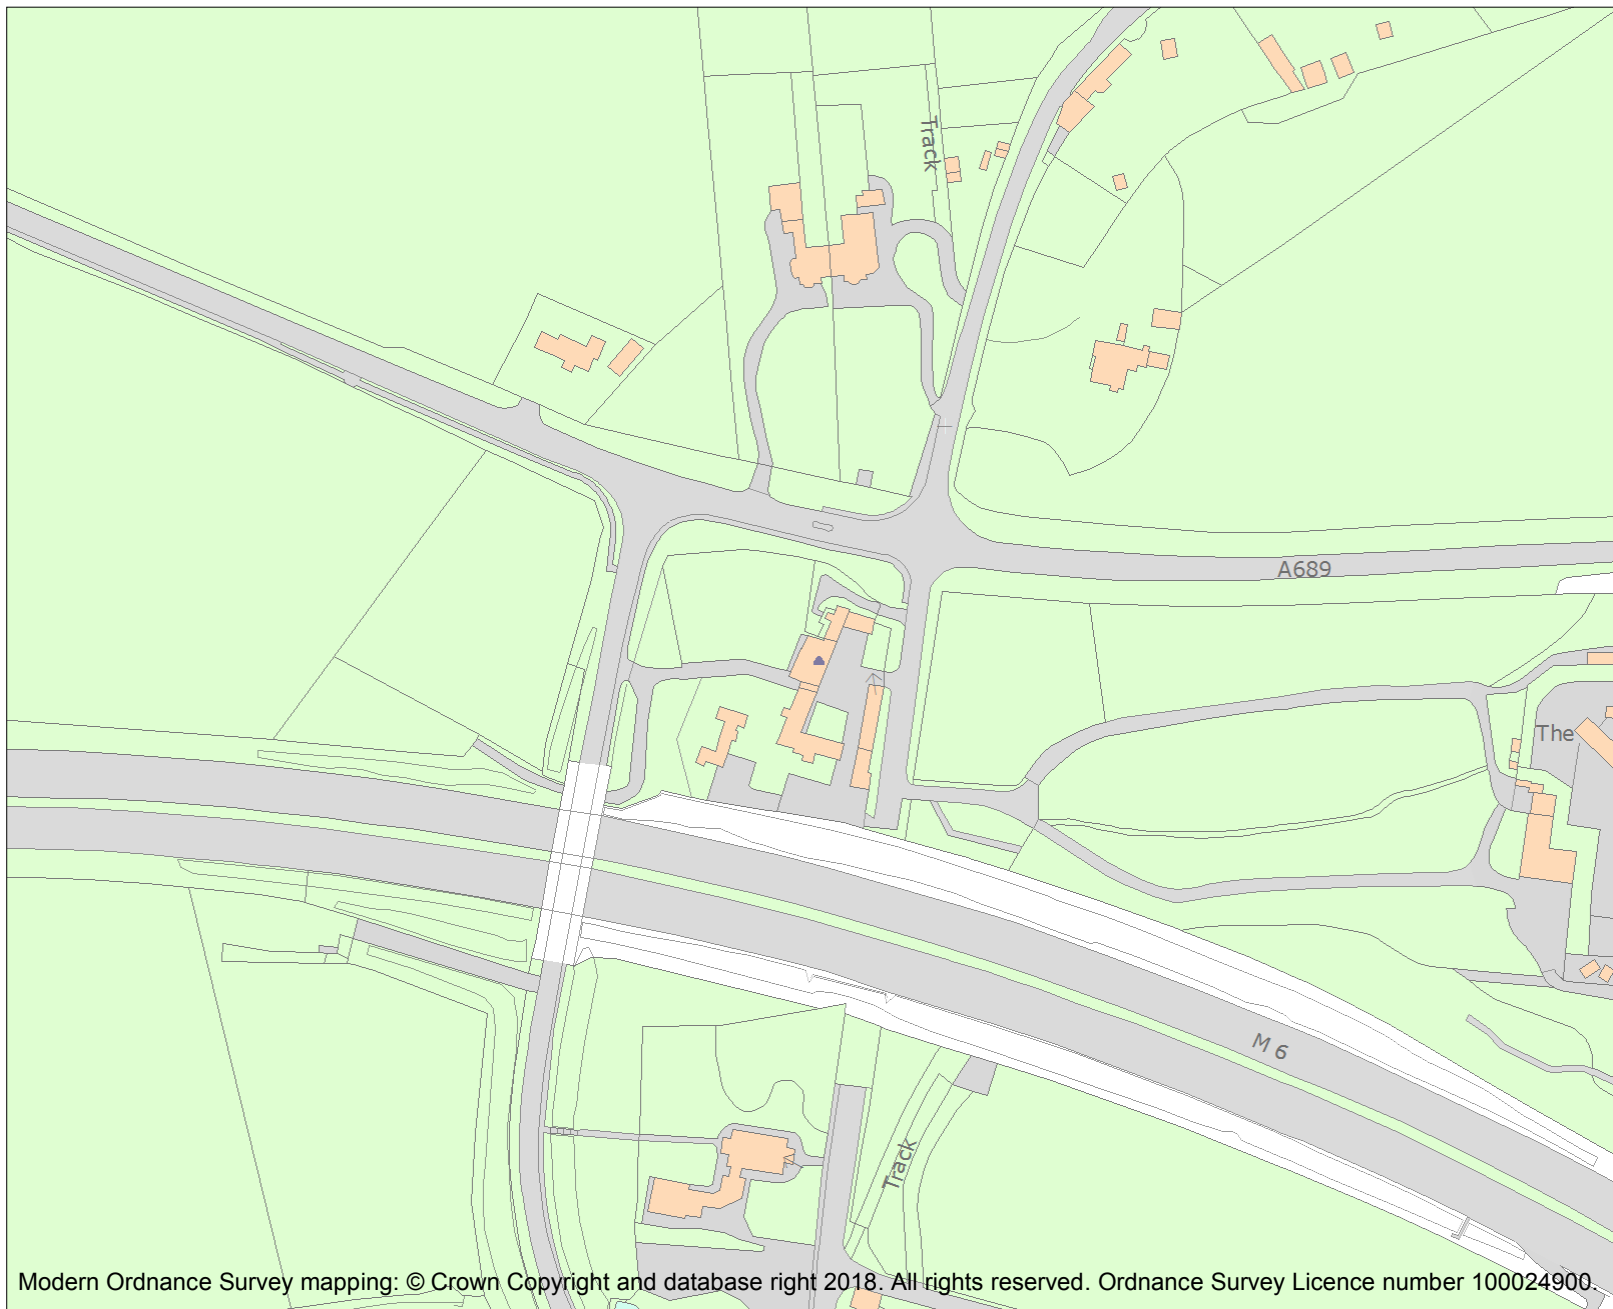 Track
A689
The
M 6
Track
Modern Ordnance Survey mapping: © Crown Copyright and database right 2018. All rights reserved. Ordnance Survey Licence number 100024900.